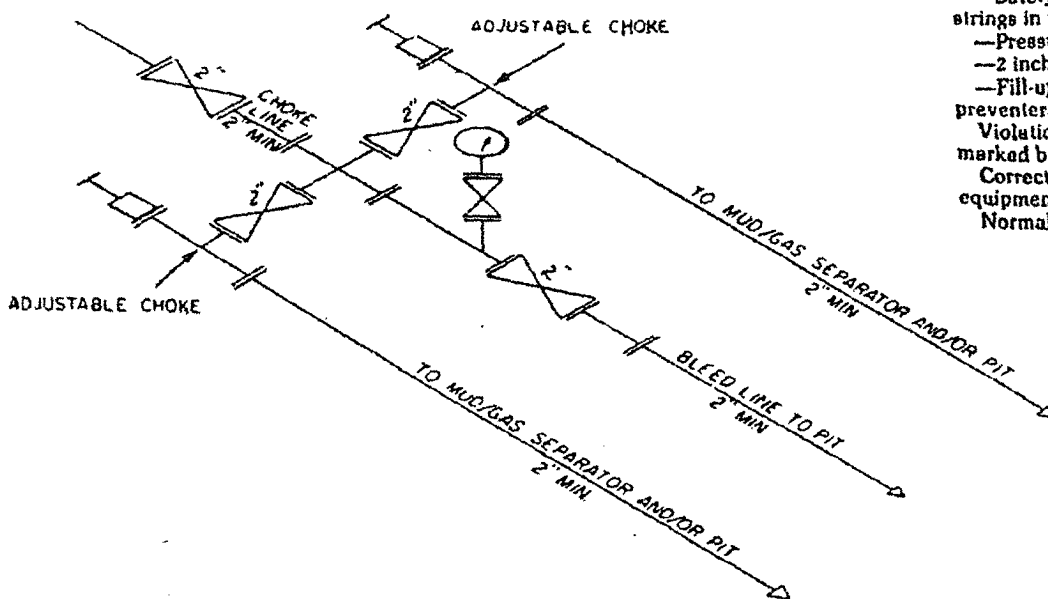 ADJUSTABLE CHOKE
strings in
—Pressu
—2 inch
—Fill-u
preventer
Violatio
marked b
Correct
equipmen
Normal
2"
CHOKE
LINE
2" MIN
2"
2"
2"
ADJUSTABLE CHOKE
TO MUD/GAS SEPARATOR AND/OR PIT
2" MIN
BLEED LINE TO PIT
2" MIN
TO MUD/GAS SEPARATOR AND/OR PIT
2" MIN.